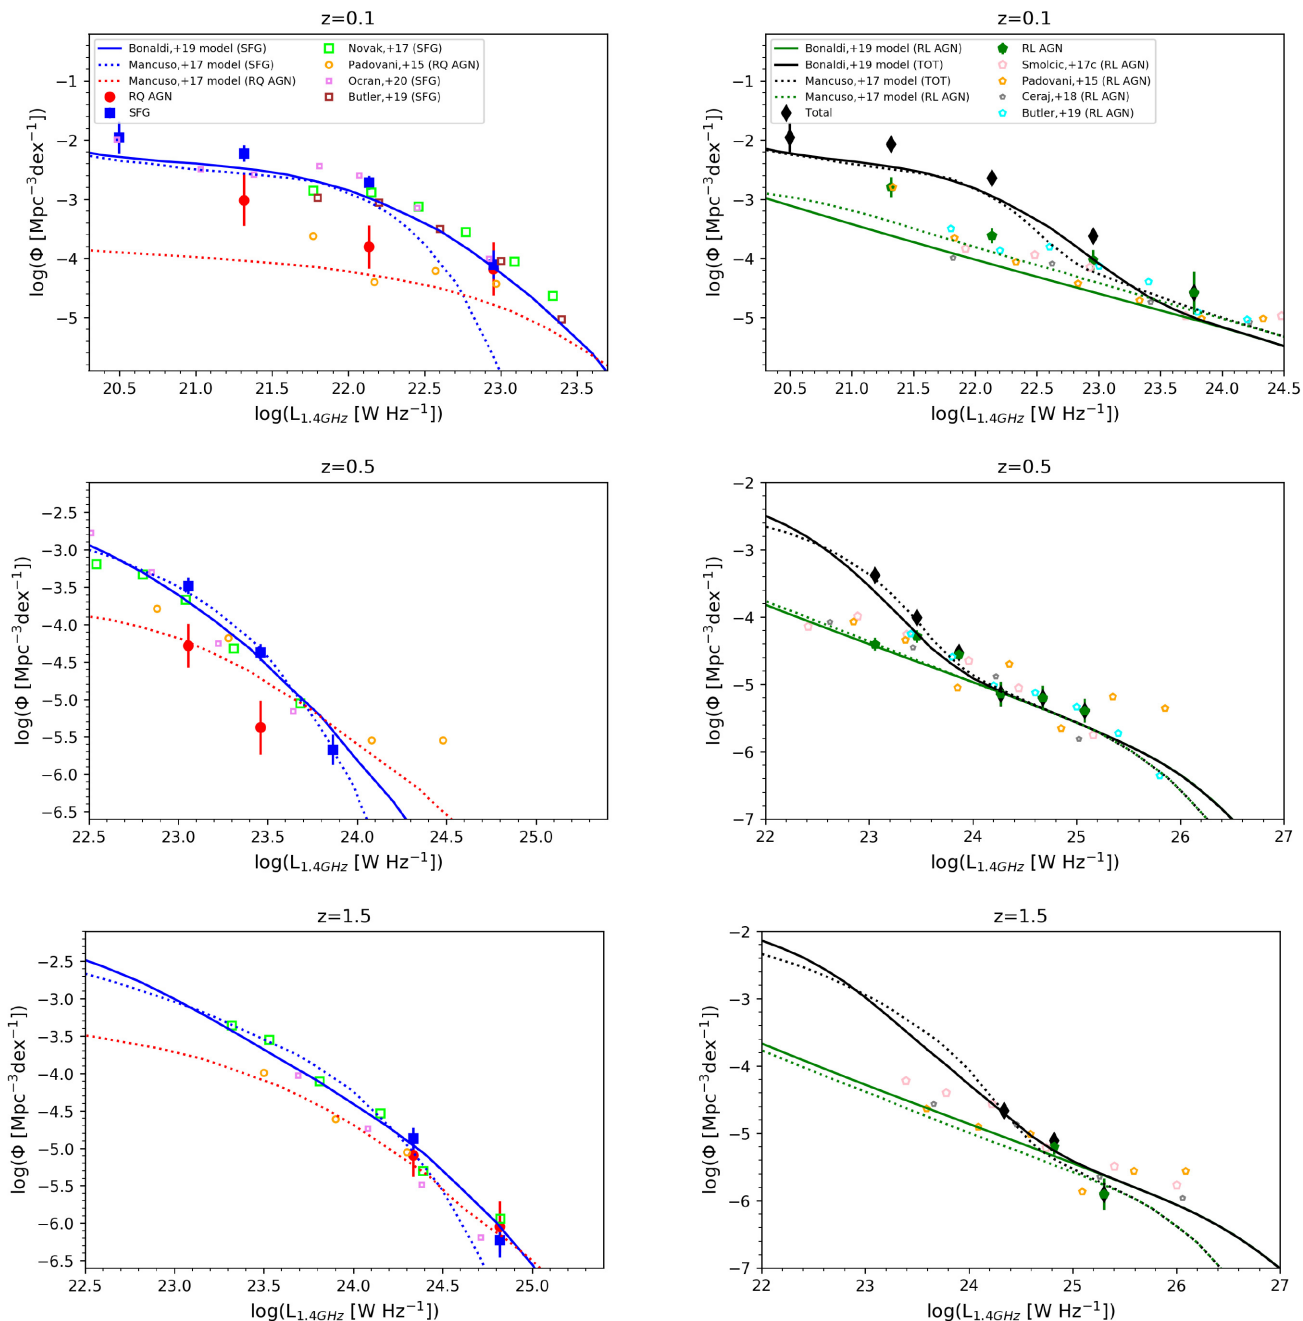 z=0.1
Bonaldi,+19 model (SFG)
Mancuso,+17 model (SFG)
Mancuso,+17 model (RQ AGN)
RQ AGN
SFG
Novak,+17 (SFG)
Padovani,+15 (RQ AGN)
Ocran,+20 (SFG)
Butler,+19 (SFG)
log(Φ [Mpc⁻³dex⁻¹])
−1
−2
−3
−4
−5
20.5 21.0 21.5 22.0 22.5 23.0 23.5
log(L₁.₄GHz [W Hz⁻¹])
z=0.1
Bonaldi,+19 model (RL AGN)
Bonaldi,+19 model (TOT)
Mancuso,+17 model (TOT)
Mancuso,+17 model (RL AGN)
Total
RL AGN
Smolcic,+17c (RL AGN)
Padovani,+15 (RL AGN)
Ceraj,+18 (RL AGN)
Butler,+19 (RL AGN)
log(Φ [Mpc⁻³dex⁻¹])
−1
−2
−3
−4
−5
20.5 21.0 21.5 22.0 22.5 23.0 23.5 24.0 24.5
log(L₁.₄GHz [W Hz⁻¹])
z=0.5
log(Φ [Mpc⁻³dex⁻¹])
−2.5
−3.0
−3.5
−4.0
−4.5
−5.0
−5.5
−6.0
−6.5
22.5 23.0 23.5 24.0 24.5 25.0
log(L₁.₄GHz [W Hz⁻¹])
z=0.5
log(Φ [Mpc⁻³dex⁻¹])
−2
−3
−4
−5
−6
−7
22 23 24 25 26 27
log(L₁.₄GHz [W Hz⁻¹])
z=1.5
log(Φ [Mpc⁻³dex⁻¹])
−2.5
−3.0
−3.5
−4.0
−4.5
−5.0
−5.5
−6.0
−6.5
22.5 23.0 23.5 24.0 24.5 25.0
log(L₁.₄GHz [W Hz⁻¹])
z=1.5
log(Φ [Mpc⁻³dex⁻¹])
−2
−3
−4
−5
−6
−7
22 23 24 25 26 27
log(L₁.₄GHz [W Hz⁻¹])